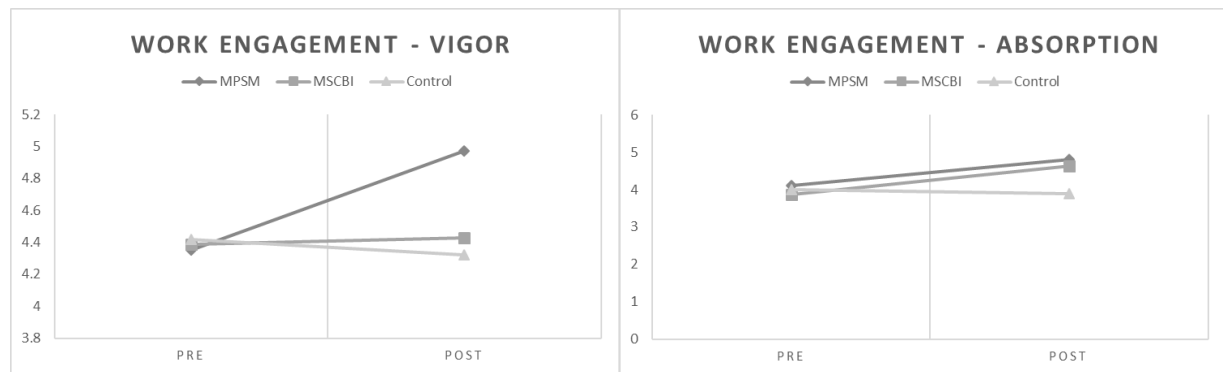 WORK ENGAGEMENT - VIGOR
MPSM MSCBI Control
5.2
5
4.8
4.6
4.4
4.2
4
3.8
PRE POST
WORK ENGAGEMENT - ABSORPTION
MPSM MSCBI Control
6
5
4
3
2
1
0
PRE POST